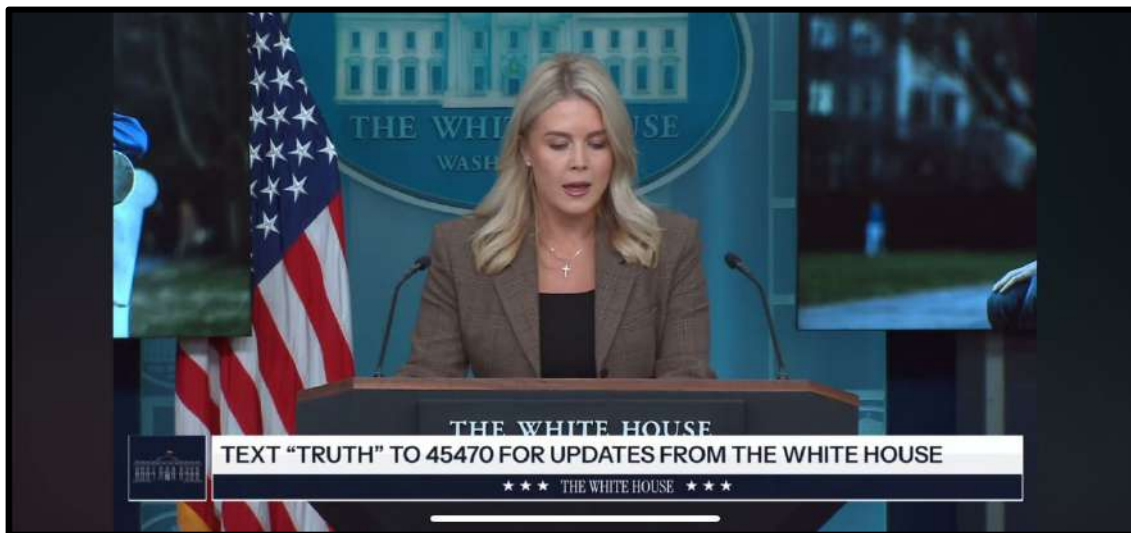 THE WHITE HOUSE
WASH
THE WHITE HOUSE
TEXT “TRUTH” TO 45470 FOR UPDATES FROM THE WHITE HOUSE
★ ★ ★ THE WHITE HOUSE ★ ★ ★